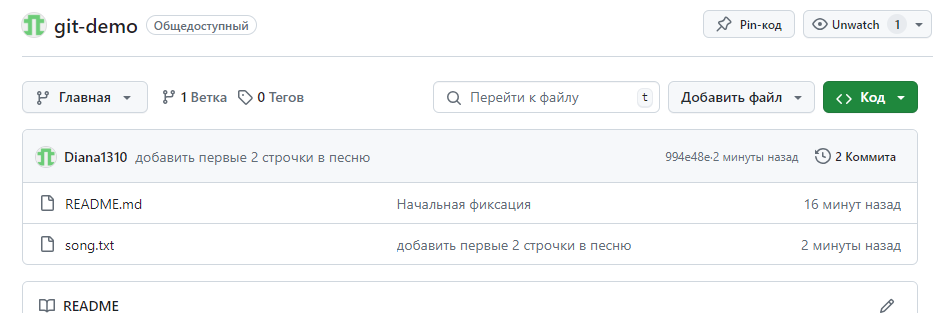 git-demo Общедоступный Pin-код Unwatch 1
Главная 1 Ветка 0 Тегов Перейти к файлу t Добавить файл Код
Diana1310 добавить первые 2 строчки в песню 994e48e·2 минуты назад 2 Коммита
README.md Начальная фиксация 16 минут назад
song.txt добавить первые 2 строчки в песню 2 минуты назад
README